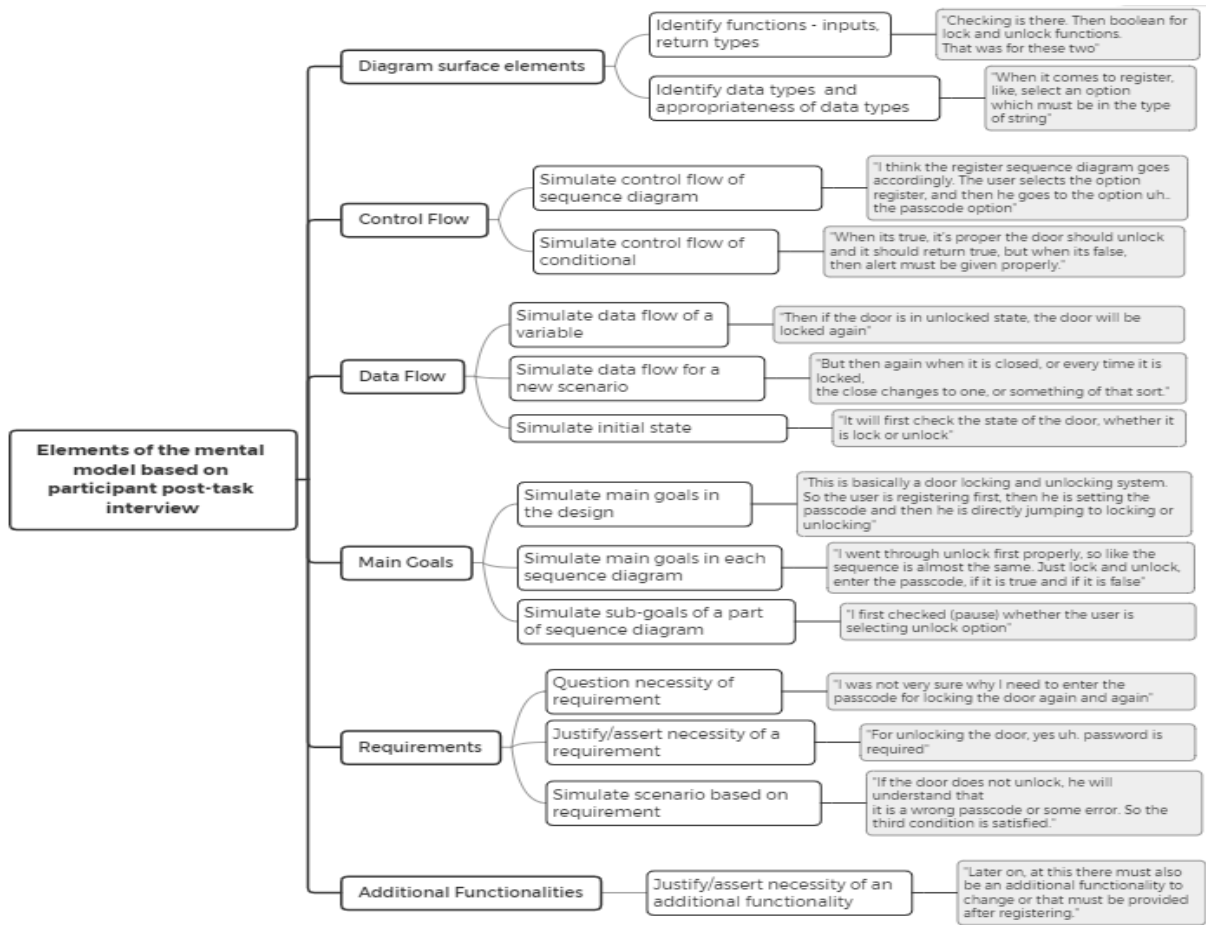 Elements of the mental
model based on
participant post-task
interview
Diagram surface elements
Identify functions - inputs,
return types
"Checking is there. Then boolean for
lock and unlock functions.
That was for these two"
Identify data types and
appropriateness of data types
"When it comes to register,
like, select an option
which must be in the type
of string"
Control Flow
Simulate control flow of
sequence diagram
"I think the register sequence diagram goes
accordingly. The user selects the option
register, and then he goes to the option uh..
the passcode option"
Simulate control flow of
conditional
"When its true, it's proper the door should unlock
and it should return true, but when its false,
then alert must be given properly."
Data Flow
Simulate data flow of a
variable
"Then if the door is in unlocked state, the door will be
locked again"
Simulate data flow for a
new scenario
"But then again when it is closed, or every time it is
locked,
the close changes to one, or something of that sort."
Simulate initial state
"It will first check the state of the door, whether it
is lock or unlock"
Main Goals
Simulate main goals in
the design
"This is basically a door locking and unlocking system.
So the user is registering first, then he is setting the
passcode and then he is directly jumping to locking or
unlocking"
Simulate main goals in each
sequence diagram
"I went through unlock first properly, so like the
sequence is almost the same. Just lock and unlock,
enter the passcode, if it is true and if it is false"
Simulate sub-goals of a part
of sequence diagram
"I first checked (pause) whether the user is
selecting unlock option"
Requirements
Question necessity of
requirement
"I was not very sure why I need to enter the
passcode for locking the door again and again"
Justify/assert necessity of a
requirement
"For unlocking the door, yes uh. password is
required"
Simulate scenario based on
requirement
"If the door does not unlock, he will
understand that
it is a wrong passcode or some error. So the
third condition is satisfied."
Additional Functionalities
Justify/assert necessity of an
additional functionality
"Later on, at this there must also
be an additional functionality to
change or that must be provided
after registering."